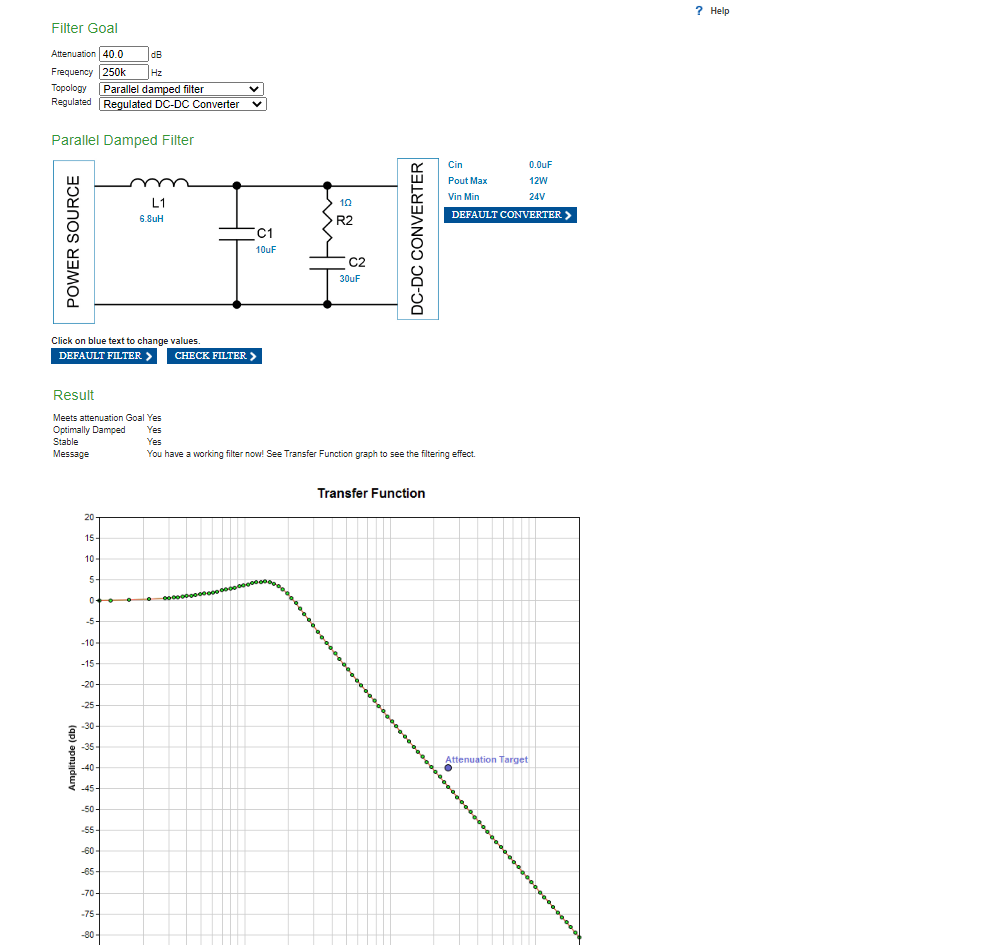 ? Help
Filter Goal
Attenuation 40.0 dB
Frequency 250k Hz
Topology Parallel damped filter
Regulated Regulated DC-DC Converter
Parallel Damped Filter
POWER SOURCE
L1
6.8uH
C1
10uF
1Ω
R2
C2
30uF
DC-DC CONVERTER
Cin 0.0uF
Pout Max 12W
Vin Min 24V
DEFAULT CONVERTER
Click on blue text to change values.
DEFAULT FILTER CHECK FILTER
Result
Meets attenuation Goal Yes
Optimally Damped Yes
Stable Yes
Message You have a working filter now! See Transfer Function graph to see the filtering effect.
Transfer Function
20
15
10
5
0
-5
-10
-15
-20
-25
-30
-35
-40
-45
-50
-55
-60
-65
-70
-75
-80
Amplitude (db)
Attenuation Target